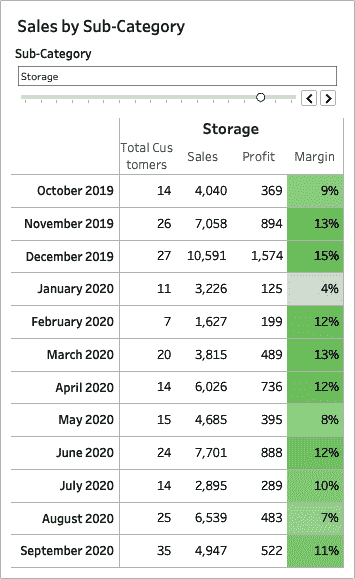 Sales by Sub-Category
Sub-Category
Storage
Storage
Total Cus
tomers Sales Profit Margin
October 2019 14 4,040 369 9%
November 2019 26 7,058 894 13%
December 2019 27 10,591 1,574 15%
January 2020 11 3,226 125 4%
February 2020 7 1,627 199 12%
March 2020 20 3,815 489 13%
April 2020 14 6,026 736 12%
May 2020 15 4,685 395 8%
June 2020 24 7,701 888 12%
July 2020 14 2,895 289 10%
August 2020 25 6,539 483 7%
September 2020 35 4,947 522 11%